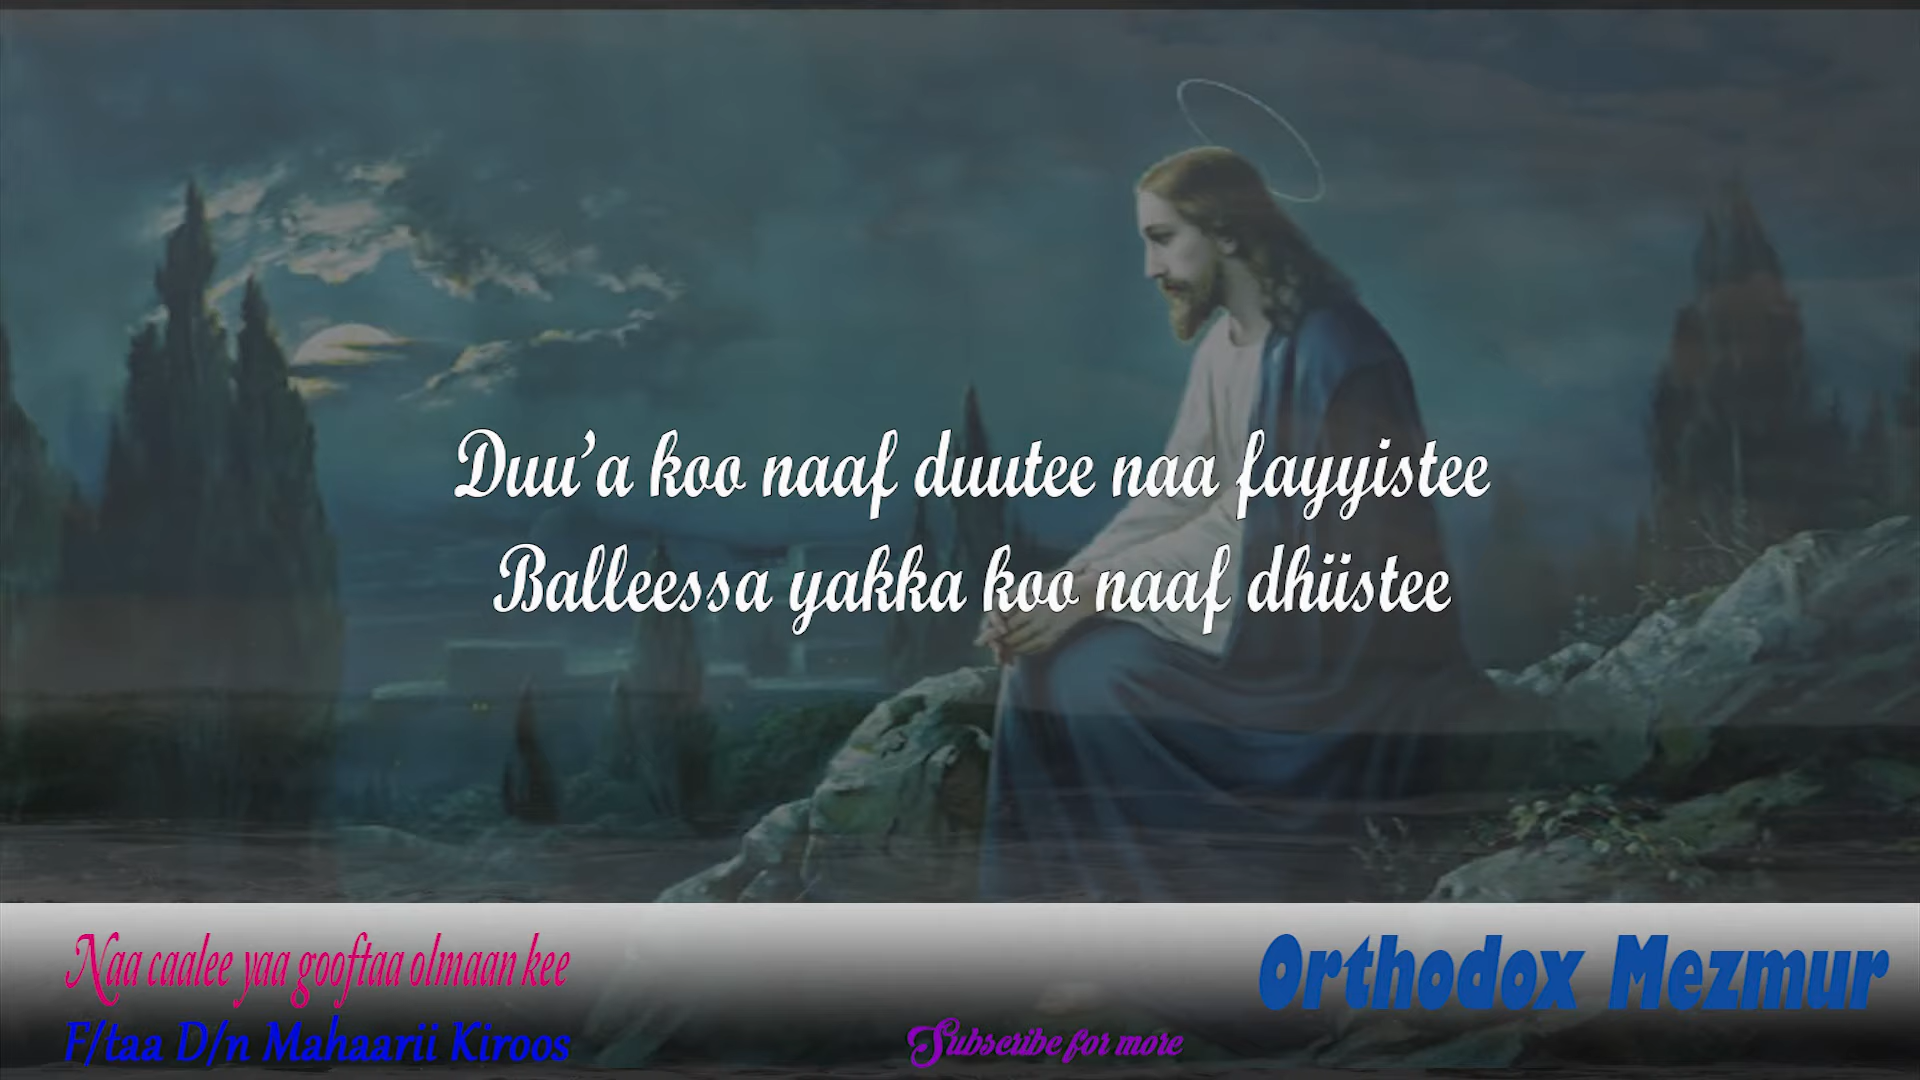 Duu'a koo naaf duutee naa fayyistee
Balleessa yakka koo naaf dhiistee
Naa caalee yaa gooftaa olmaan kee
F/taa D/n Mahaarii Kiroos
Orthodox Mezmur
Subscribe for more